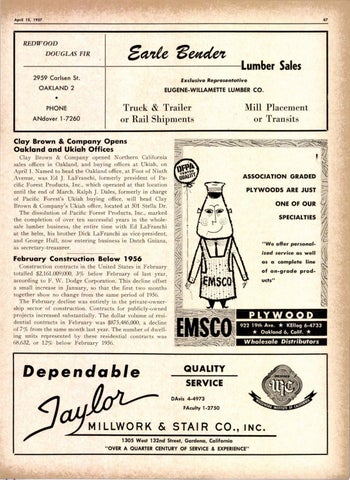 April 15, 1957
67
REDWOOD
DOUGLAS FIR
2959 Carlsen St.
OAKLAND 2
•
PHONE
ANdover 1-7260
Earle Bender
Lumber Sales
Exclusive Representative
EUGENE-WILLAMETTE LUMBER CO.
Truck & Trailer
or Rail Shipments
Mill Placement
or Transits
Clay Brown & Company Opens
Oakland and Ukiah Offices
Clay Brown & Company opened Northern California
sales offices in Oakland, and buying offices at Ukiah, on
April 1. Named to head the Oakland office, at Foot of Ninth
Avenue, was Ed J. LaFranchi, formerly president of Pa-
cific Forest Products, Inc., which operated at that location
until the end of March. Ralph J. Dales, formerly in charge
of Pacific Forest's Ukiah buying office, will head Clay
Brown & Company's Ukiah office, located at 501 Stella Dr.
The dissolution of Pacific Forest Products, Inc., marked
the completion of over ten successful years in the whole-
sale lumber business, the entire time with Ed LaFranchi
at the helm, his brother Dick LaFranchi as vice-president,
and George Hull, now entering business in Dutch Guiana,
as secretary-treasurer.
February Construction Below 1956
Construction contracts in the United States in February
totalled $2,161,009,000, 3% below February of last year,
according to F. W. Dodge Corporation. This decline offset
a small increase in January, so that the first two months
together show no change from the same period of 1956.
The February decline was entirely in the private-owner-
ship sector of construction. Contracts for publicly-owned
projects increased substantially. The dollar volume of resi-
dential contracts in February was $875,486,000, a decline
of 7% from the same month last year. The number of dwell-
ing units represented by these residential contracts was
68,632, or 12% below February 1956.
DFPA
TESTED
QUALITY
EMSCO
ASSOCIATION GRADED
PLYWOODS ARE JUST
ONE OF OUR
SPECIALTIES
"We offer personal-
ized service as well
as a complete line
of on-grade prod-
ucts"
EMSCO
PLYWOOD
922 19th Ave. ★ KEllog 6-4733
★ Oakland 6, Calif. ★
Wholesale Distributors
Dependable
Taylor
MILLWORK & STAIR CO., INC.
QUALITY
SERVICE
DAvis 4-4973
FAculty 1-2750
1305 West 132nd Street, Gardena, California
"OVER A QUARTER CENTURY OF SERVICE & EXPERIENCE"